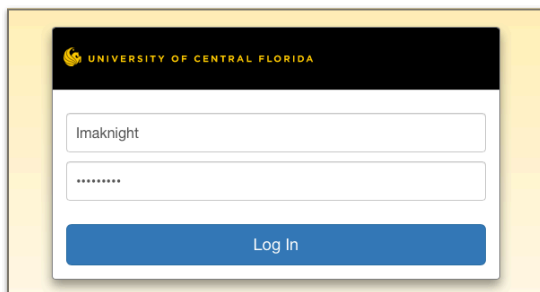 UNIVERSITY OF CENTRAL FLORIDA
Imaknight
•••••••••
Log In